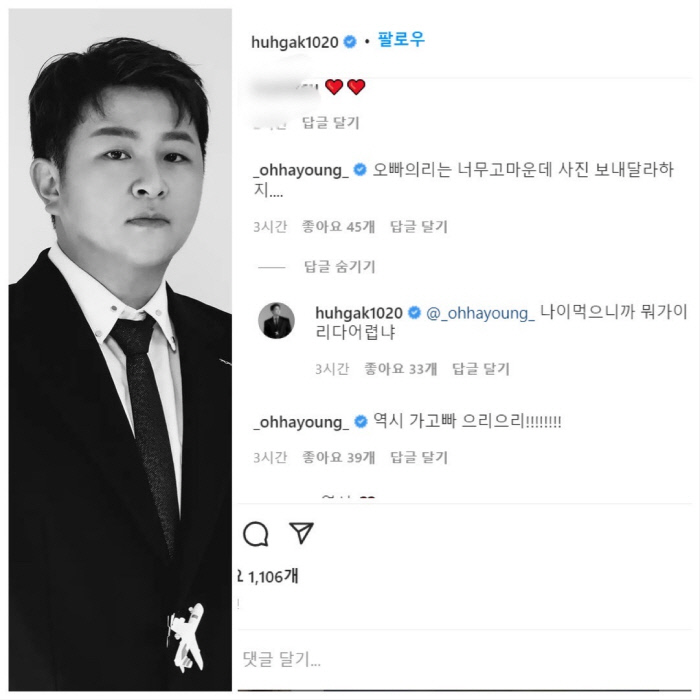 huhgak1020 • 팔로우
❤️❤️
답글 달기
_ohhayoung_ 오빠의리는 너무고마운데 사진 보내달라하
지....
3시간 좋아요 45개 답글 달기
답글 숨기기
huhgak1020 @_ohhayoung_ 나이먹으니까 뭐가이
리다어렵냐
3시간 좋아요 33개 답글 달기
_ohhayoung_ 역시 가고빠 으리으리!!!!!!!!
3시간 좋아요 39개 답글 달기
1,106개
댓글 달기...